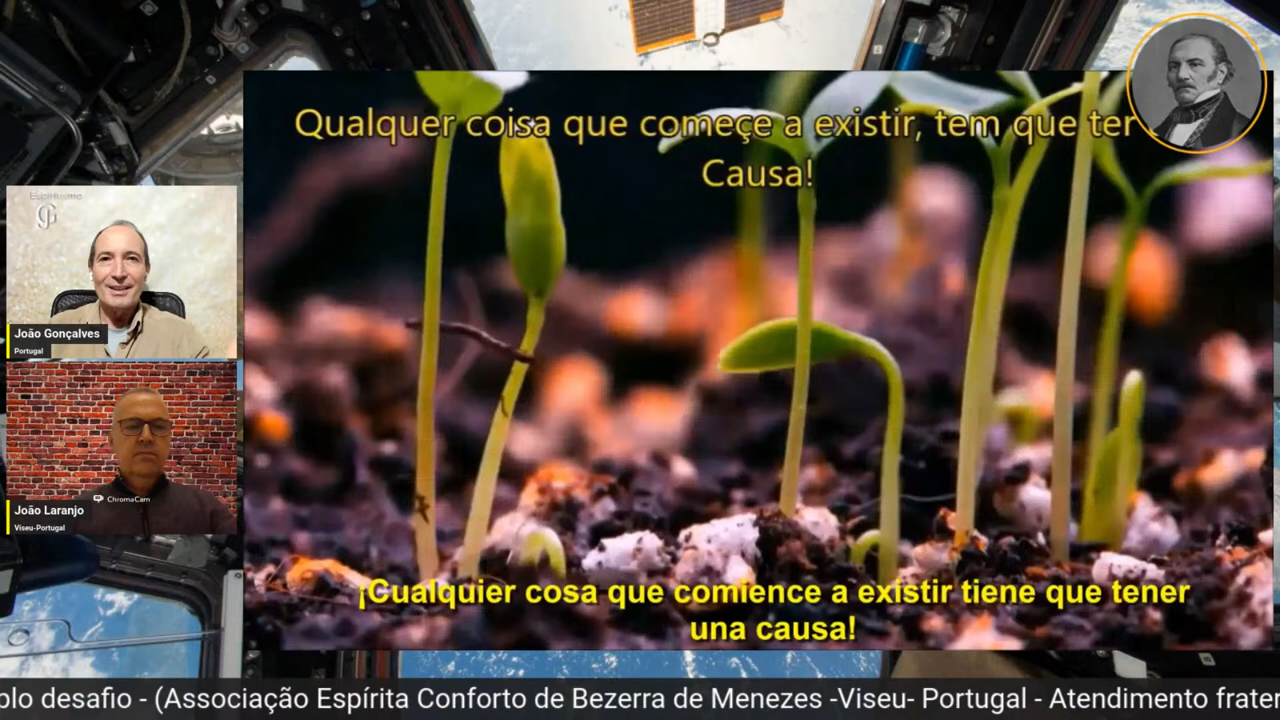 Qualquer coisa que começe a existir, tem que ter
Causa!
Espiritismo
João Gonçalves
Portugal
ChromaCam
João Laranjo
Viseu-Portugal
¡Cualquier cosa que comience a existir tiene que tener
una causa!
plo desafio - (Associação Espírita Conforto de Bezerra de Menezes -Viseu- Portugal - Atendimento frater